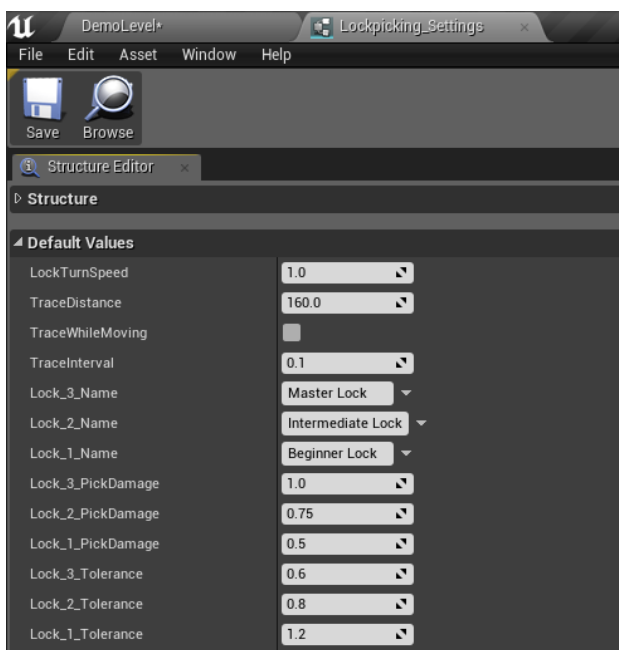 DemoLevel*
Lockpicking_Settings
File Edit Asset Window Help
Save Browse
Structure Editor
Structure
Default Values
LockTurnSpeed 1.0
TraceDistance 160.0
TraceWhileMoving
TraceInterval 0.1
Lock_3_Name Master Lock
Lock_2_Name Intermediate Lock
Lock_1_Name Beginner Lock
Lock_3_PickDamage 1.0
Lock_2_PickDamage 0.75
Lock_1_PickDamage 0.5
Lock_3_Tolerance 0.6
Lock_2_Tolerance 0.8
Lock_1_Tolerance 1.2